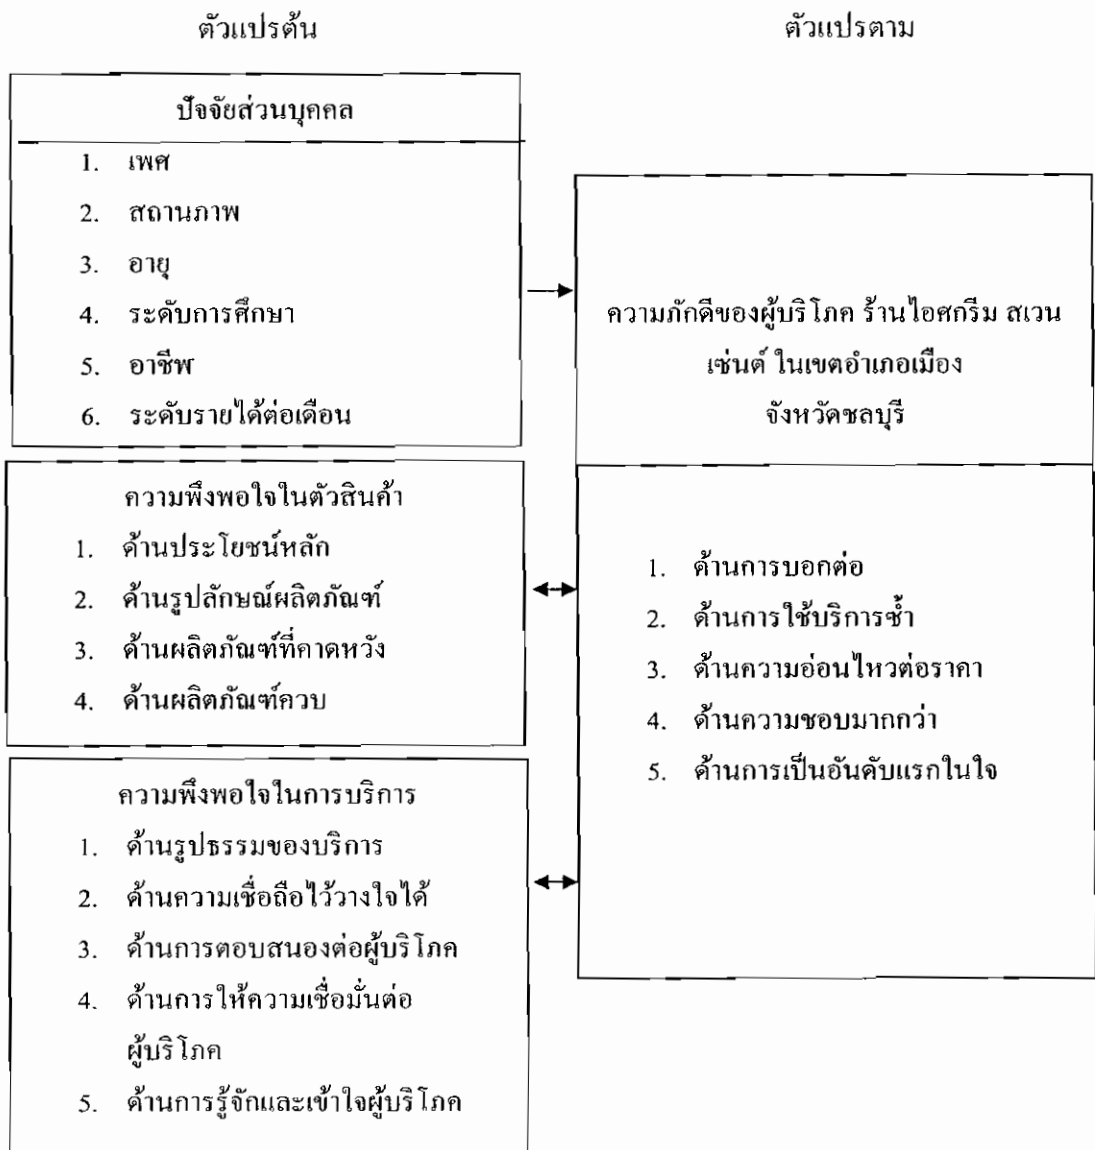 ตัวแปรต้น
ตัวแปรตาม
ปัจจัยส่วนบุคคล
1. เพศ
2. สถานภาพ
3. อายุ
4. ระดับการศึกษา
5. อาชีพ
6. ระดับรายได้ต่อเดือน
ความพึงพอใจในตัวสินค้า
1. ด้านประโยชน์หลัก
2. ด้านรูปลักษณ์ผลิตภัณฑ์
3. ด้านผลิตภัณฑ์ที่คาดหวัง
4. ด้านผลิตภัณฑ์ควบ
ความพึงพอใจในการบริการ
1. ด้านรูปธรรมของบริการ
2. ด้านความเชื่อถือไว้วางใจได้
3. ด้านการตอบสนองต่อผู้บริโภค
4. ด้านการให้ความเชื่อมั่นต่อ
ผู้บริโภค
5. ด้านการรู้จักและเข้าใจผู้บริโภค
ความภักดีของผู้บริโภค ร้านไอศกรีม สเวน
เซ่นต์ ในเขตอำเภอเมือง
จังหวัดชลบุรี
1. ด้านการบอกต่อ
2. ด้านการใช้บริการซ้ำ
3. ด้านความอ่อนไหวต่อราคา
4. ด้านความชอบมากกว่า
5. ด้านการเป็นอันดับแรกในใจ